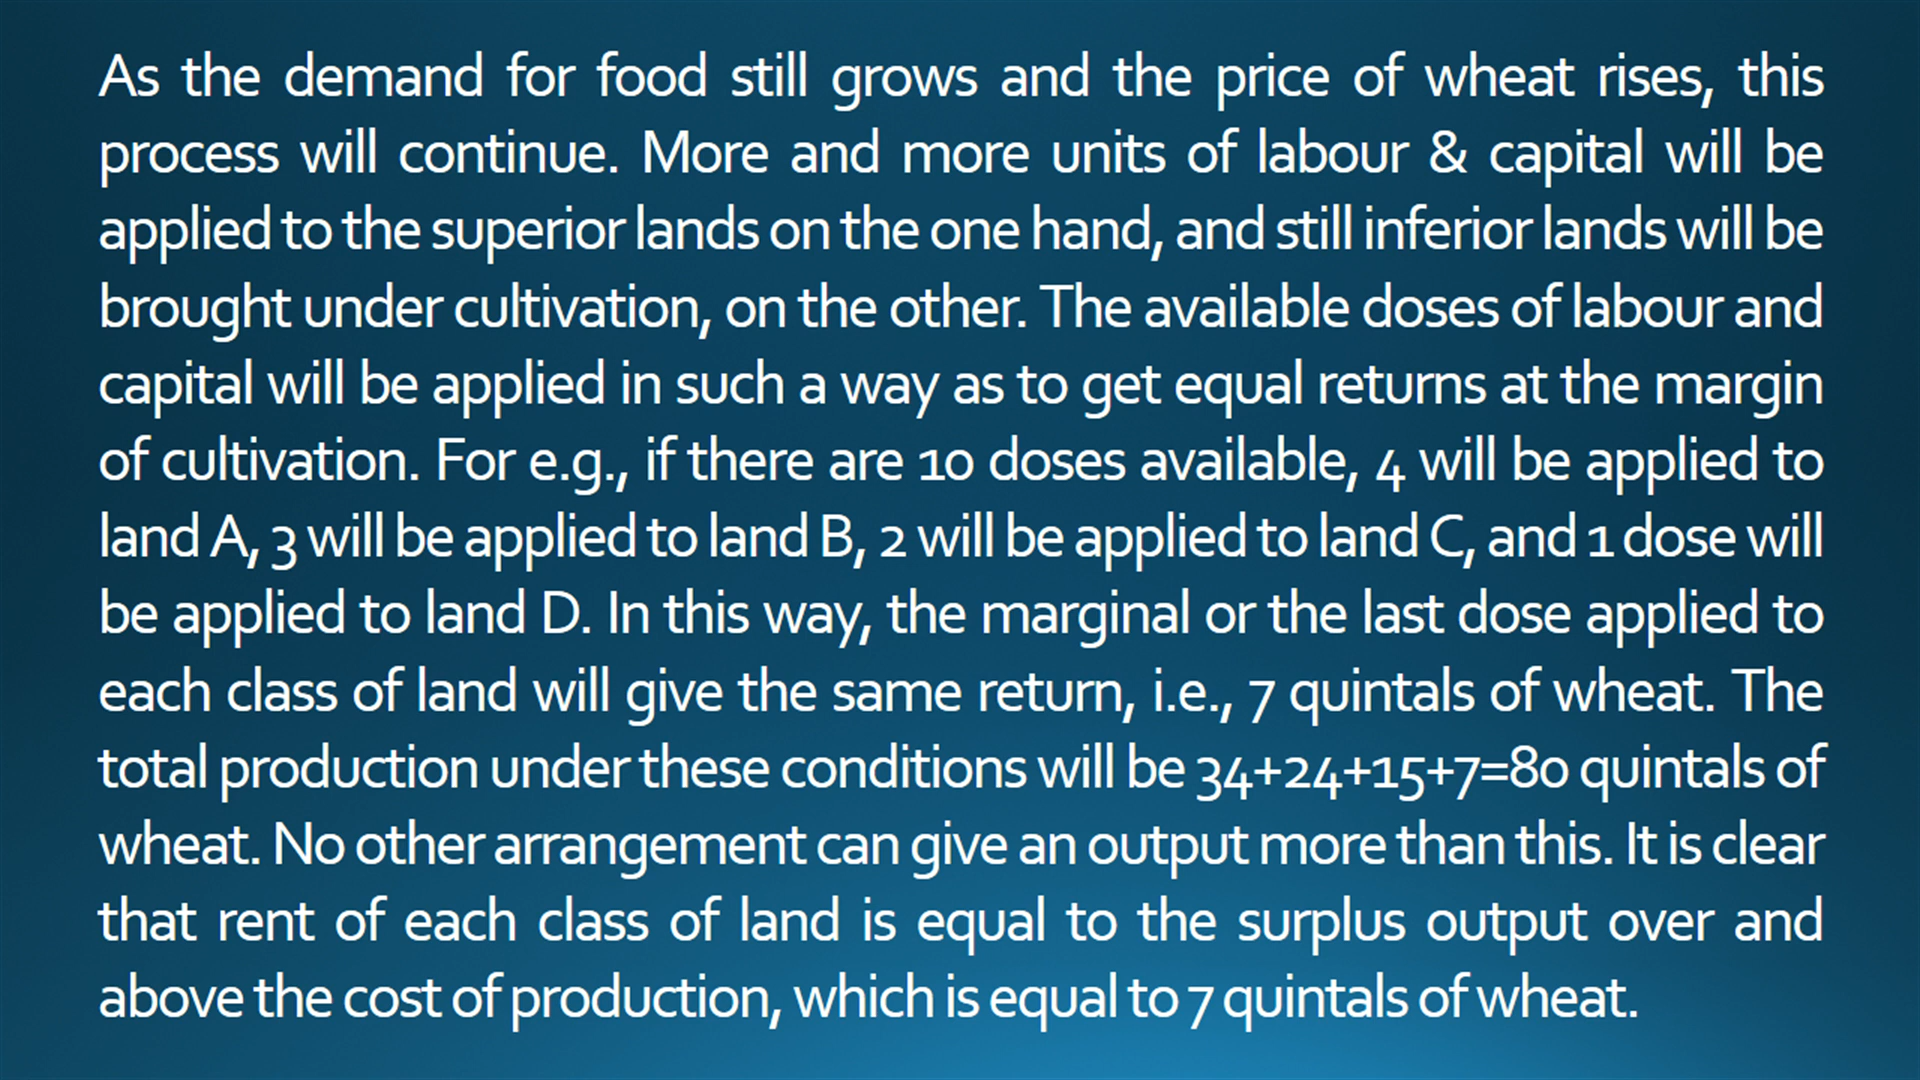 As the demand for food still grows and the price of wheat rises, this
process will continue. More and more units of labour & capital will be
applied to the superior lands on the one hand, and still inferior lands will be
brought under cultivation, on the other. The available doses of labour and
capital will be applied in such a way as to get equal returns at the margin
of cultivation. For e.g., if there are 10 doses available, 4 will be applied to
land A, 3 will be applied to land B, 2 will be applied to land C, and 1 dose will
be applied to land D. In this way, the marginal or the last dose applied to
each class of land will give the same return, i.e., 7 quintals of wheat. The
total production under these conditions will be 34+24+15+7=80 quintals of
wheat. No other arrangement can give an output more than this. It is clear
that rent of each class of land is equal to the surplus output over and
above the cost of production, which is equal to 7 quintals of wheat.